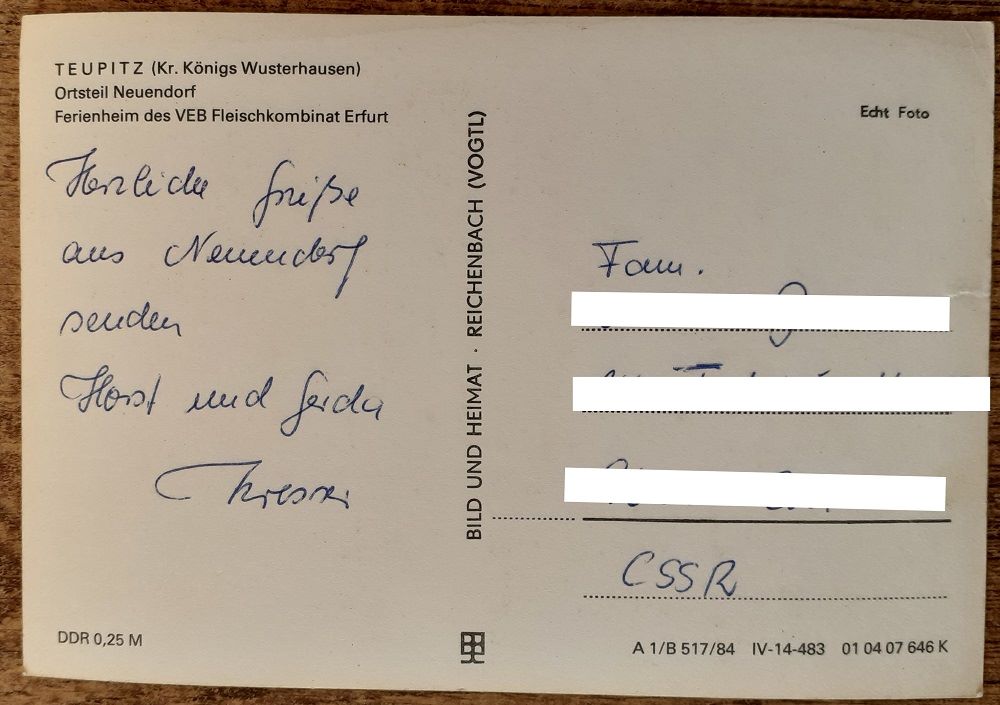 TEUPITZ (Kr. Königs Wusterhausen)
Ortsteil Neuendorf
Ferienheim des VEB Fleischkombinat Erfurt
Herzliche Grüße
aus Neuendorf
senden
Horst und Gerda
BILD UND HEIMAT · REICHENBACH (VOGTL)
Echt Foto
Fam.
CSSR
DDR 0,25 M
A 1/B 517/84 IV-14-483 01 04 07 646 K